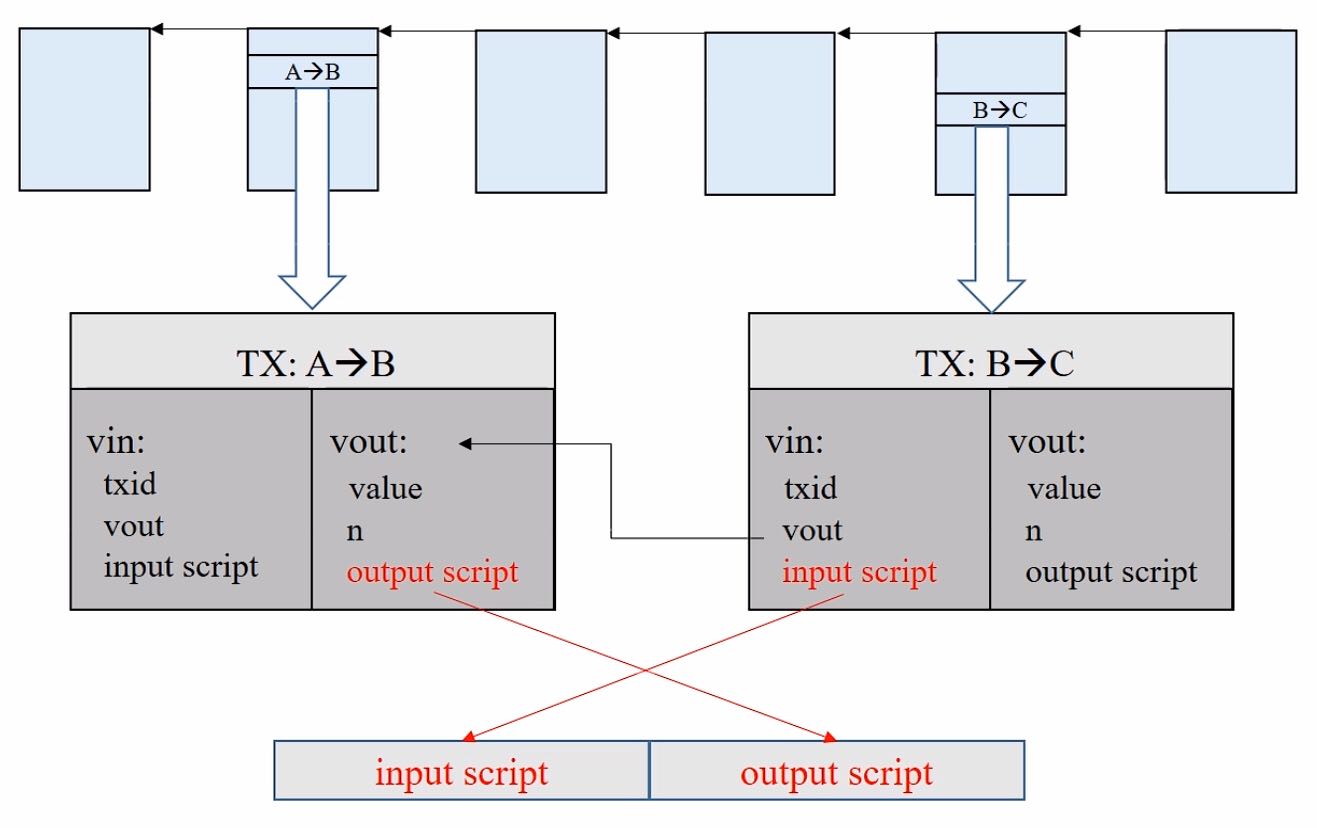 A→B
B→C
TX: A→B
vin:
txid
vout
input script
vout:
value
n
output script
TX: B→C
vin:
txid
vout
input script
vout:
value
n
output script
input script
output script